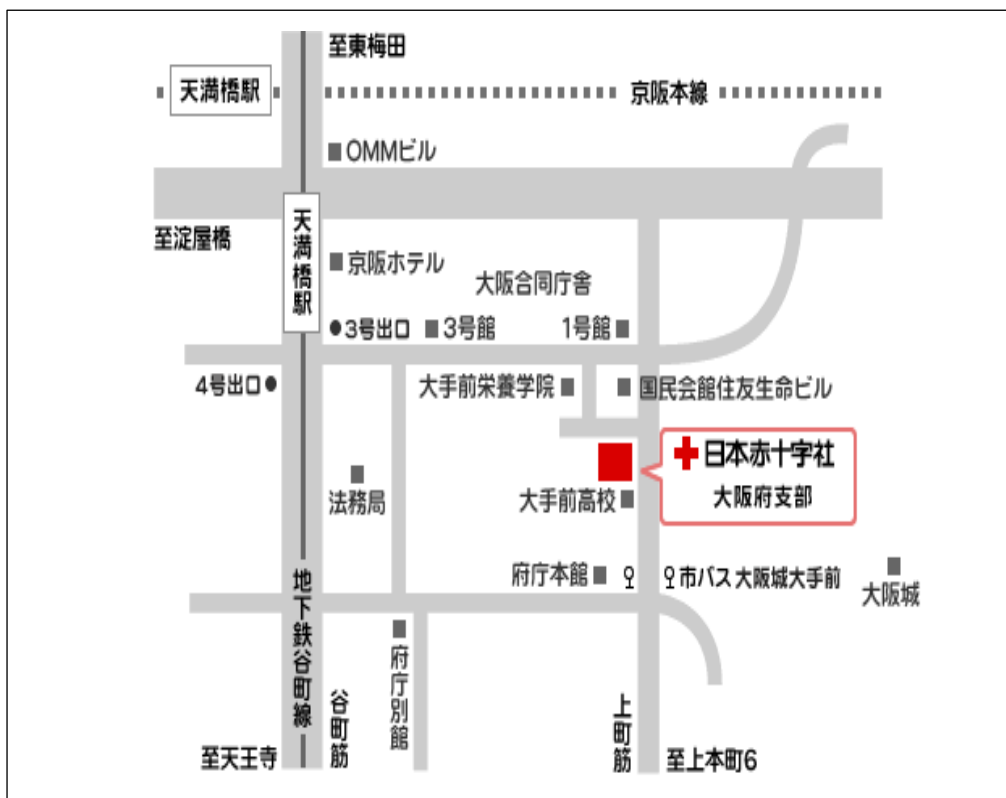 至東梅田
天満橋駅
京阪本線
OMMビル
至淀屋橋
天満橋駅
京阪ホテル
大阪合同庁舎
3号出口
3号館
1号館
4号出口
大手前栄養学院
国民会館住友生命ビル
日本赤十字社
大阪府支部
法務局
大手前高校
府庁本館
市バス 大阪城大手前
大阪城
地下鉄谷町線
府庁別館
谷町筋
上町筋
至天王寺
至上本町6